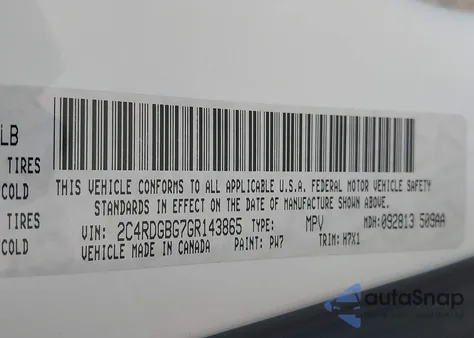 LB
TIRES
COLD
TIRES
COLD
THIS VEHICLE CONFORMS TO ALL APPLICABLE U.S.A. FEDERAL MOTOR VEHICLE SAFETY
STANDARDS IN EFFECT ON THE DATE OF MANUFACTURE SHOWN ABOVE.
VIN: 2C4RDGBG7GR143865 TYPE: MPV MDH: 092813 509AA
VEHICLE MADE IN CANADA PAINT: PW7 TRIM: H7X1
autaSnap